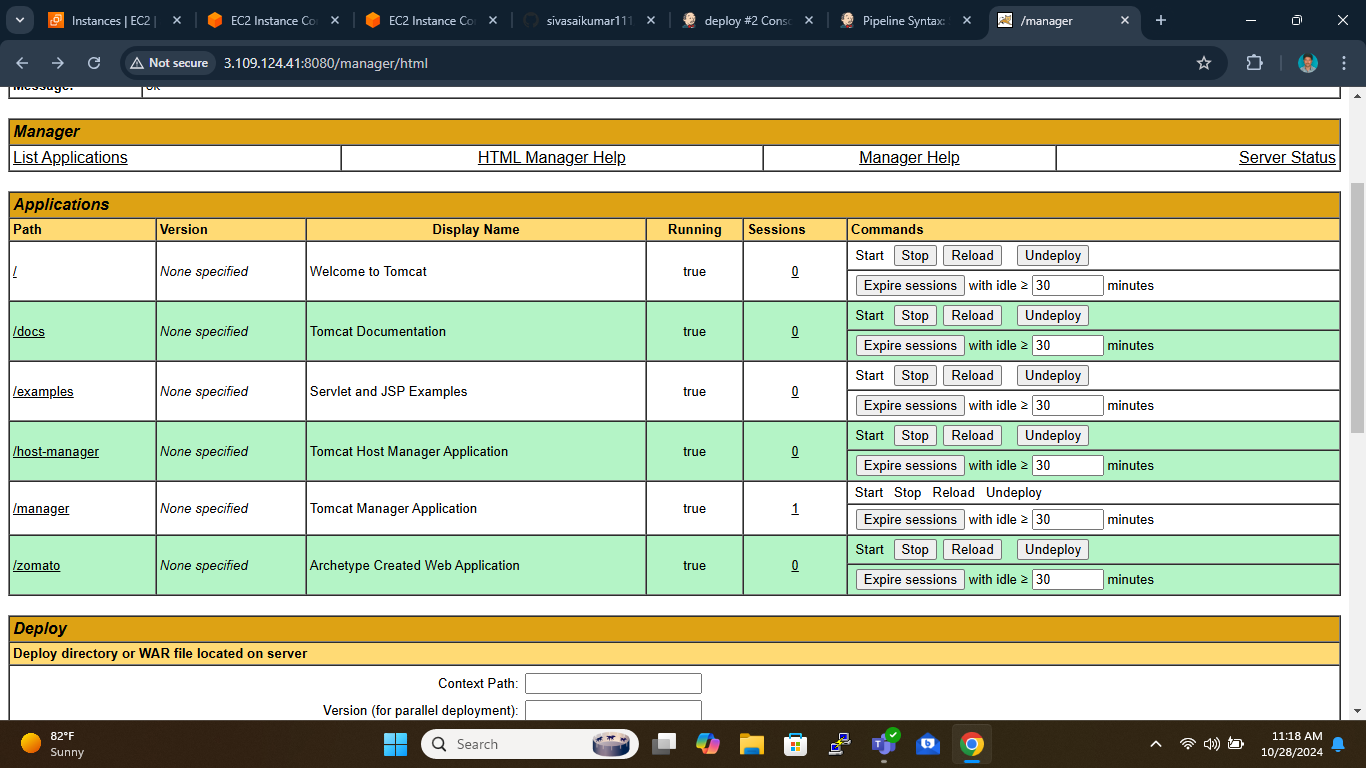 Instances | EC2 |
EC2 Instance Co
EC2 Instance Co
sivasaikumar111
deploy #2 Cons
Pipeline Syntax:
/manager
Not secure
3.109.124.41:8080/manager/html
Message:
OK
Manager
List Applications
HTML Manager Help
Manager Help
Server Status
Applications
Path Version Display Name Running Sessions Commands
/ None specified Welcome to Tomcat true 0
Start Stop Reload Undeploy
Expire sessions with idle ≥ 30 minutes
/docs None specified Tomcat Documentation true 0
Start Stop Reload Undeploy
Expire sessions with idle ≥ 30 minutes
/examples None specified Servlet and JSP Examples true 0
Start Stop Reload Undeploy
Expire sessions with idle ≥ 30 minutes
/host-manager None specified Tomcat Host Manager Application true 0
Start Stop Reload Undeploy
Expire sessions with idle ≥ 30 minutes
/manager None specified Tomcat Manager Application true 1
Start Stop Reload Undeploy
Expire sessions with idle ≥ 30 minutes
/zomato None specified Archetype Created Web Application true 0
Start Stop Reload Undeploy
Expire sessions with idle ≥ 30 minutes
Deploy
Deploy directory or WAR file located on server
Context Path:
Version (for parallel deployment):
82°F
Sunny
Search
11:18 AM
10/28/2024